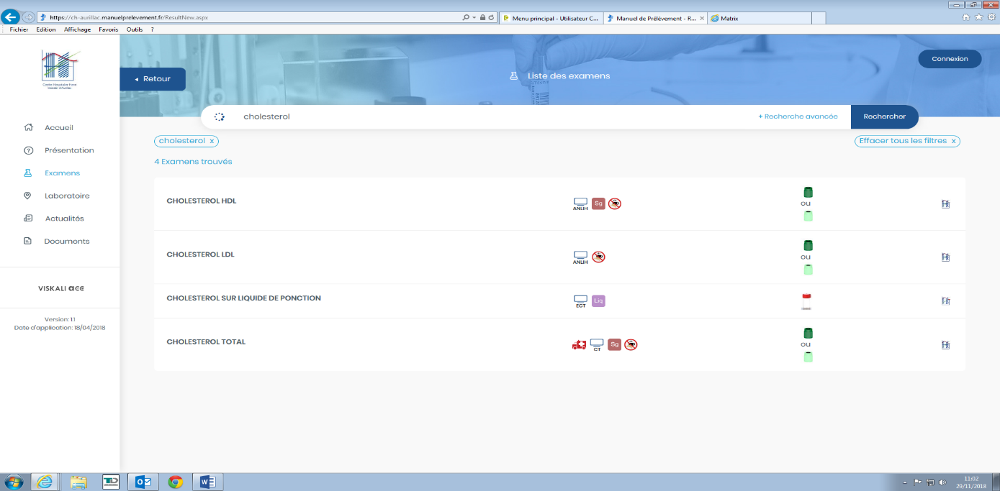 https://ch-aurillac.manuelprelevement.fr/ResultNew.aspx
Menu principal - Utilisateur C...
Manuel de Prélèvement - R...
Matrix
Fichier Edition Affichage Favoris Outils ?
Centre Hospitalier Henri
Mondor d'Aurillac
Retour
Liste des examens
Connexion
cholesterol
+ Recherche avancée
Rechercher
cholesterol x
Effacer tous les filtres x
4 Examens trouvés
Accueil
Présentation
Examens
Laboratoire
Actualités
Documents
VISKALI ace
Version: 1.1
Date d'application: 18/04/2018
CHOLESTEROL HDL
ANLIH
Sg
ou
CHOLESTEROL LDL
ANLIH
ou
CHOLESTEROL SUR LIQUIDE DE PONCTION
ECT
Liq
CHOLESTEROL TOTAL
CT
Sg
ou
11:02
29/11/2018